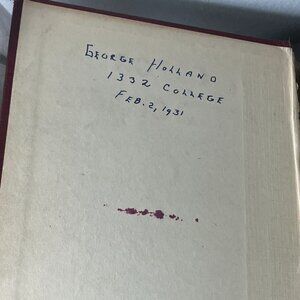 GEORGE HOLLAND
1332 COLLEGE
FEB. 2, 1931